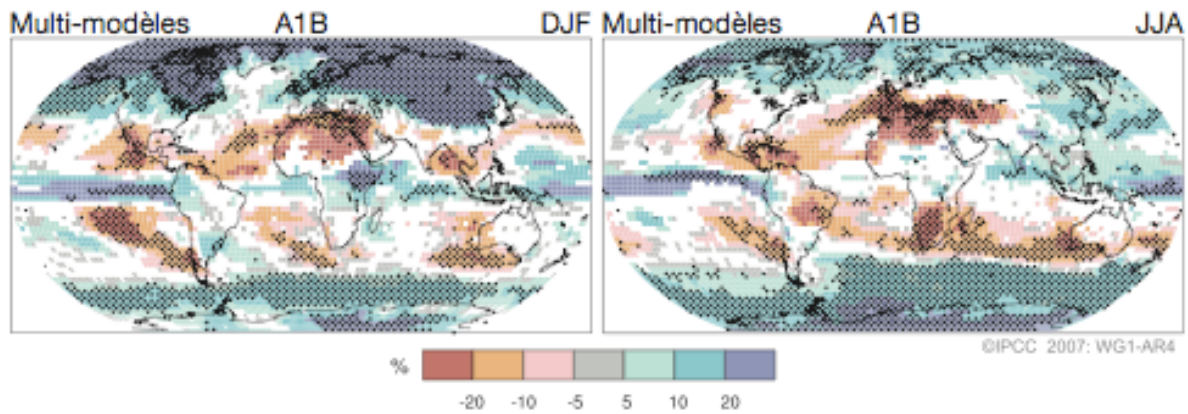 Multi-modèles A1B DJF Multi-modèles A1B JJA
©IPCC 2007: WG1-AR4
%
-20 -10 -5 5 10 20